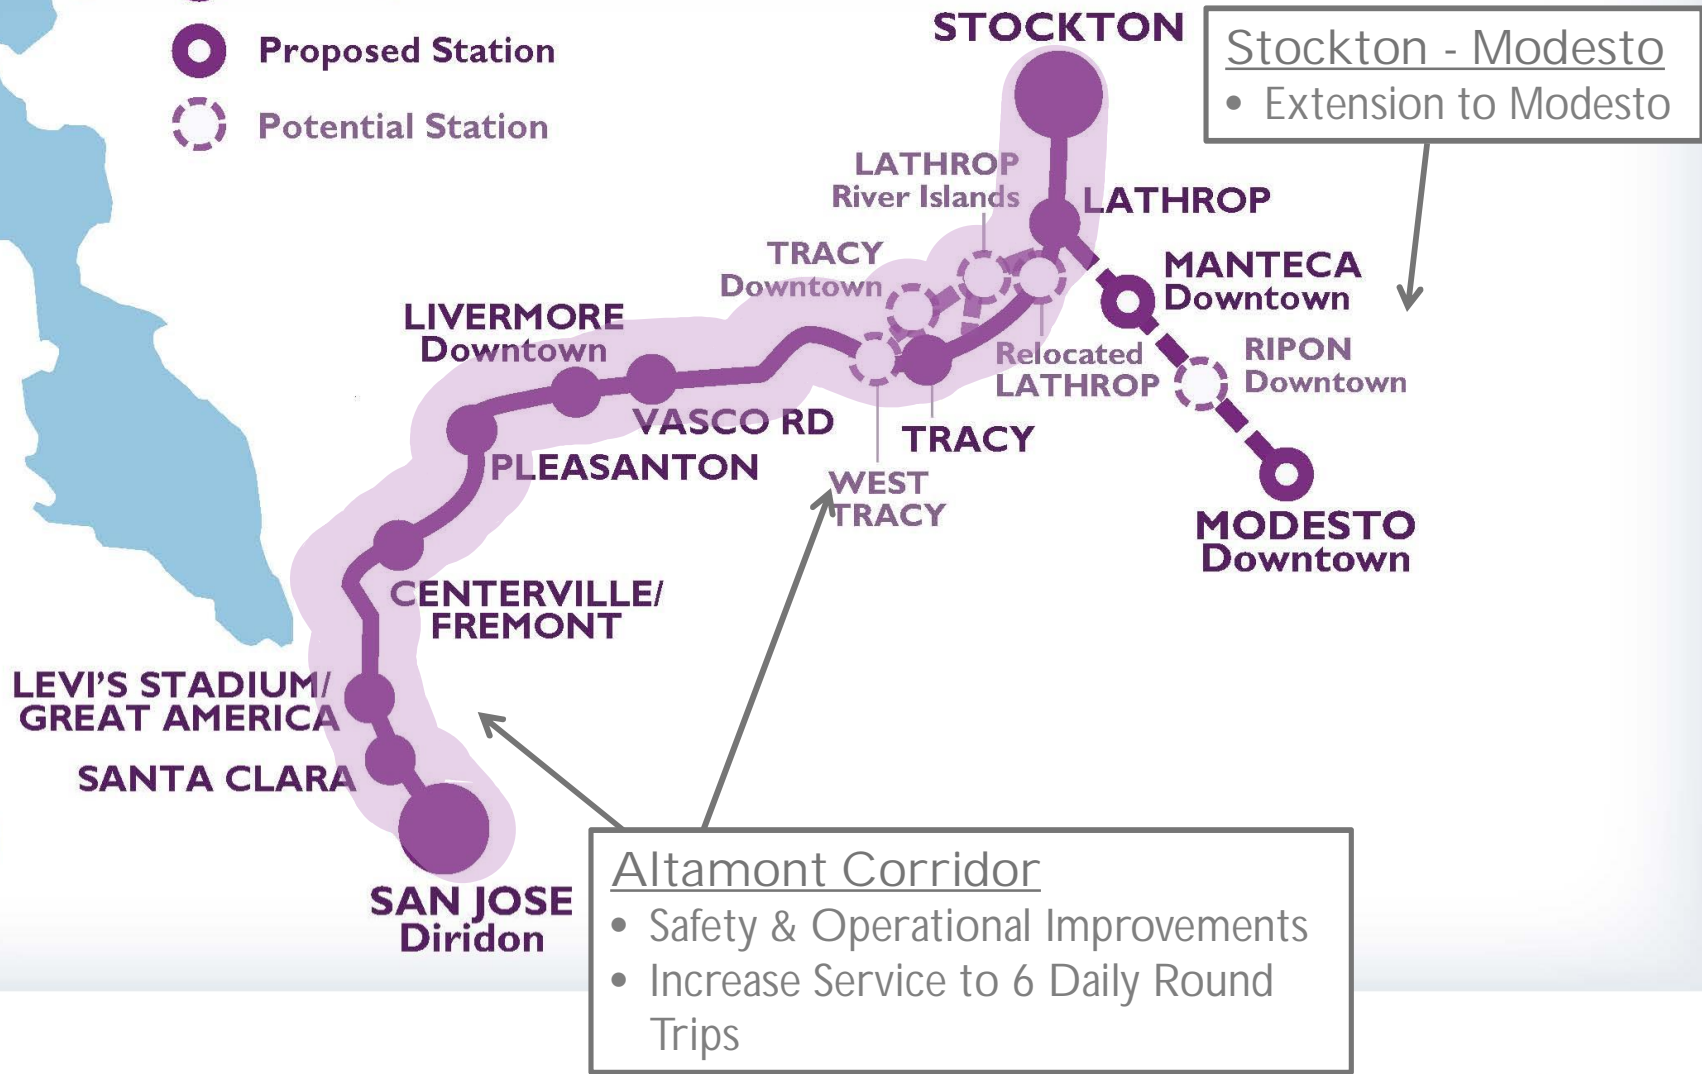 Proposed Station
Potential Station
STOCKTON
Stockton - Modesto
• Extension to Modesto
LATHROP
River Islands
LATHROP
TRACY
Downtown
MANTECA
Downtown
LIVERMORE
Downtown
Relocated
LATHROP
RIPON
Downtown
VASCO RD
TRACY
PLEASANTON
WEST
TRACY
MODESTO
Downtown
CENTERVILLE/
FREMONT
LEVI'S STADIUM/
GREAT AMERICA
SANTA CLARA
SAN JOSE
Diridon
Altamont Corridor
• Safety & Operational Improvements
• Increase Service to 6 Daily Round
Trips